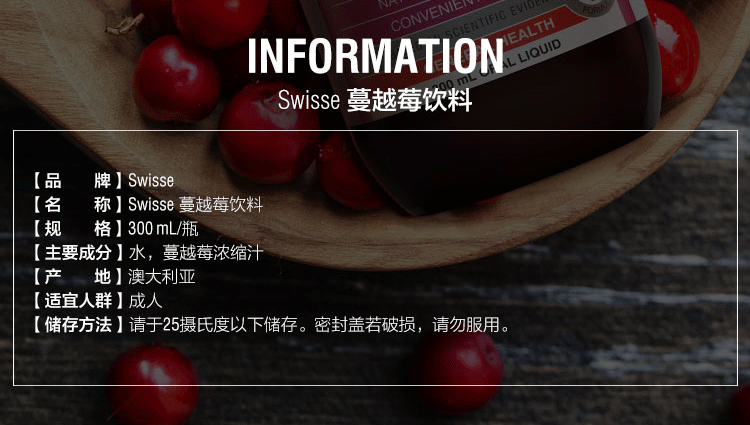 CONVENIENT
SCIENTIFIC EVIDEN
HEALTH
00 mL ORAL LIQUID
INFORMATION
Swisse 蔓越莓饮料
【品　　牌】Swisse
【名　　称】Swisse 蔓越莓饮料
【规　　格】300 mL/瓶
【主要成分】水，蔓越莓浓缩汁
【产　　地】澳大利亚
【适宜人群】成人
【储存方法】请于25摄氏度以下储存。密封盖若破损，请勿服用。